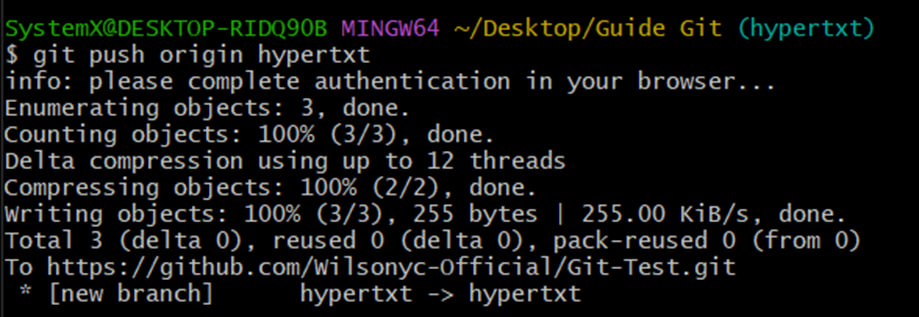 SystemX@DESKTOP-RIDQ90B MINGW64 ~/Desktop/Guide Git (hypertxt)
$ git push origin hypertxt
info: please complete authentication in your browser...
Enumerating objects: 3, done.
Counting objects: 100% (3/3), done.
Delta compression using up to 12 threads
Compressing objects: 100% (2/2), done.
Writing objects: 100% (3/3), 255 bytes | 255.00 KiB/s, done.
Total 3 (delta 0), reused 0 (delta 0), pack-reused 0 (from 0)
To https://github.com/Wilsonyc-Official/Git-Test.git
 * [new branch]      hypertxt -> hypertxt